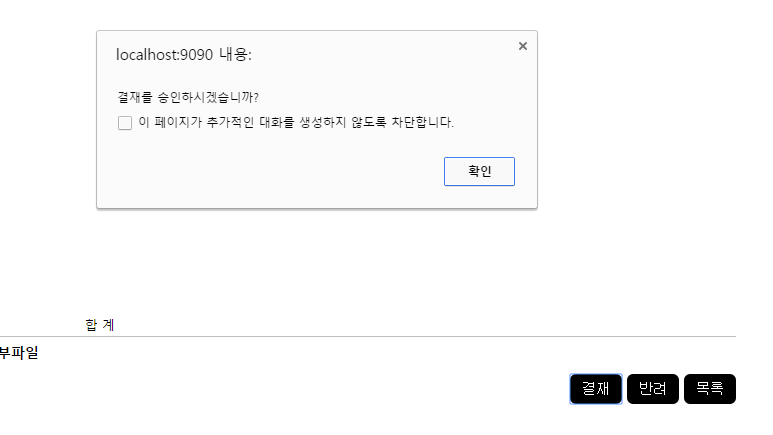 localhost:9090 내용:
결재를 승인하시겠습니까?
이 페이지가 추가적인 대화를 생성하지 않도록 차단합니다.
확인
합 계
부파일
결재 반려 목록